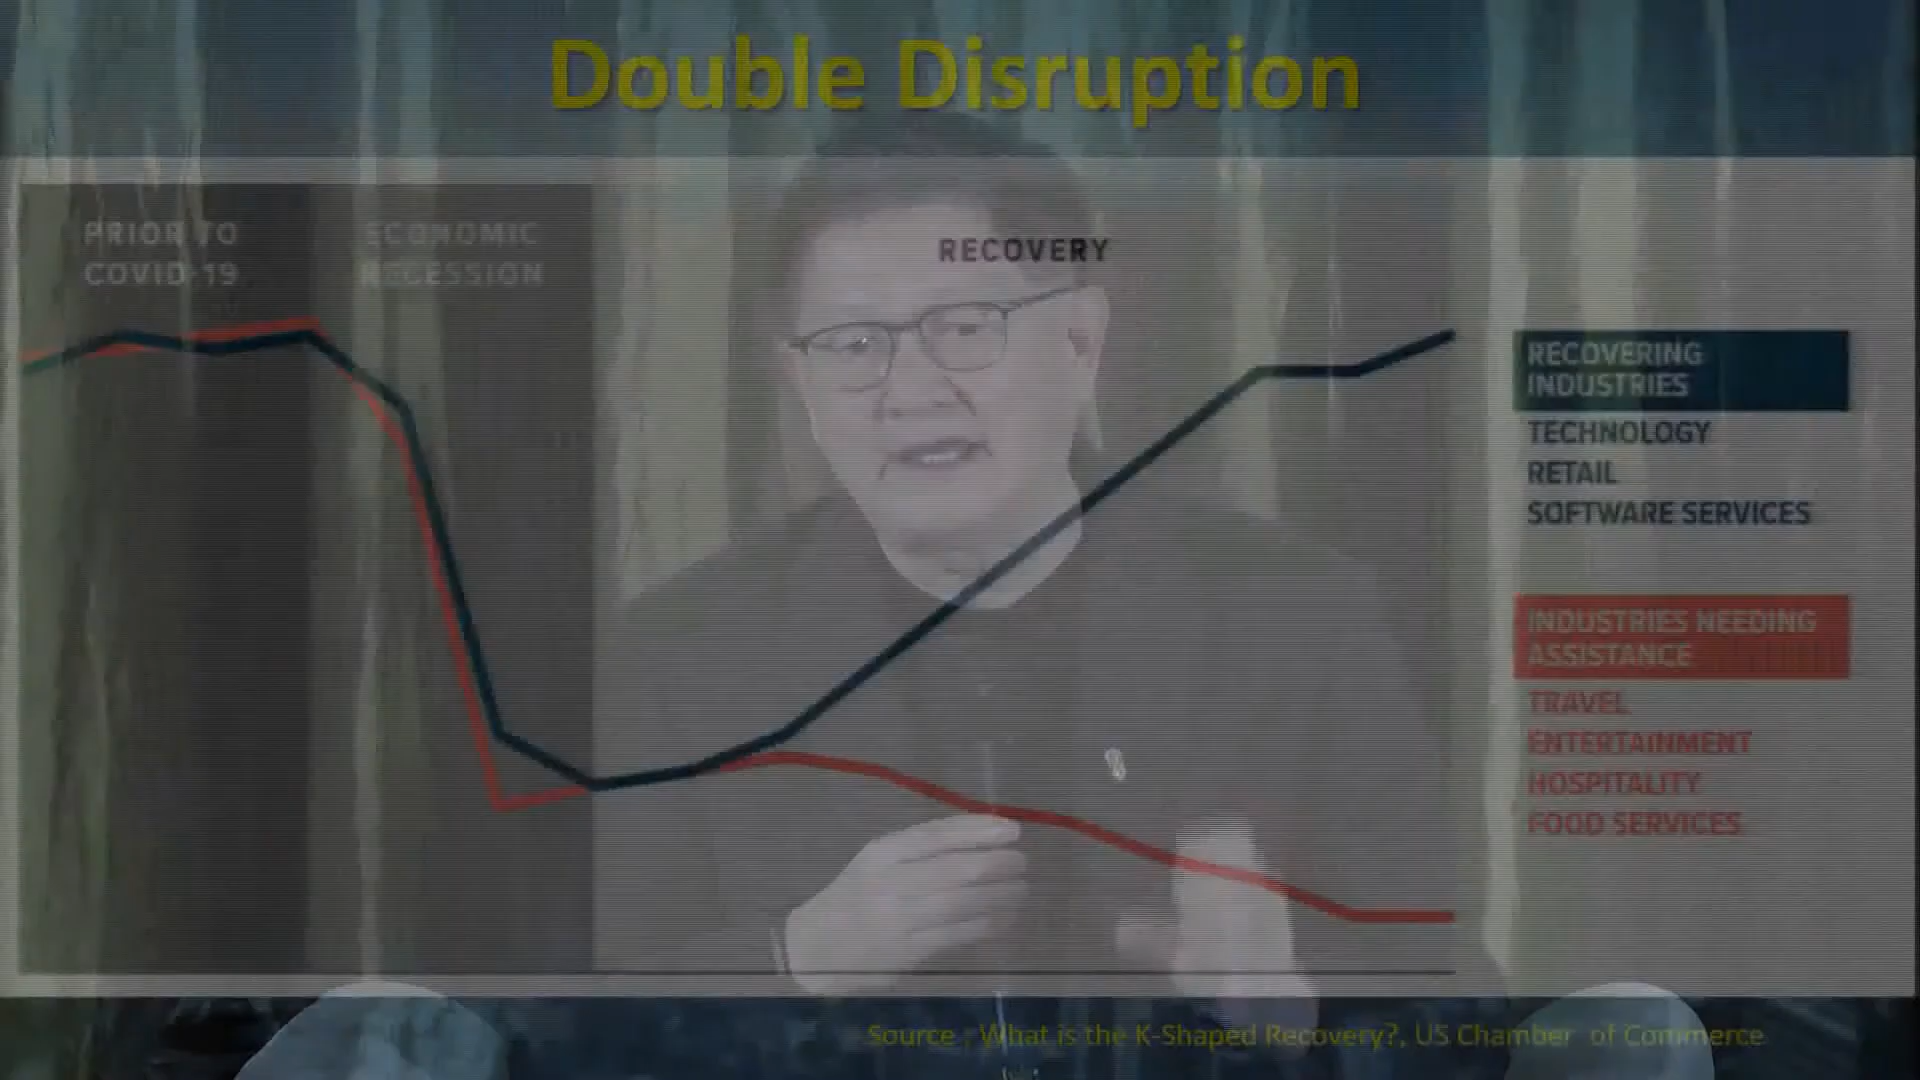 Double Disruption
PRIOR TO
COVID-19
ECONOMIC
RECESSION
RECOVERY
RECOVERING
INDUSTRIES
TECHNOLOGY
RETAIL
SOFTWARE SERVICES
INDUSTRIES NEEDING
ASSISTANCE
TRAVEL
ENTERTAINMENT
HOSPITALITY
FOOD SERVICES
Source : What is the K-Shaped Recovery?, US Chamber of Commerce